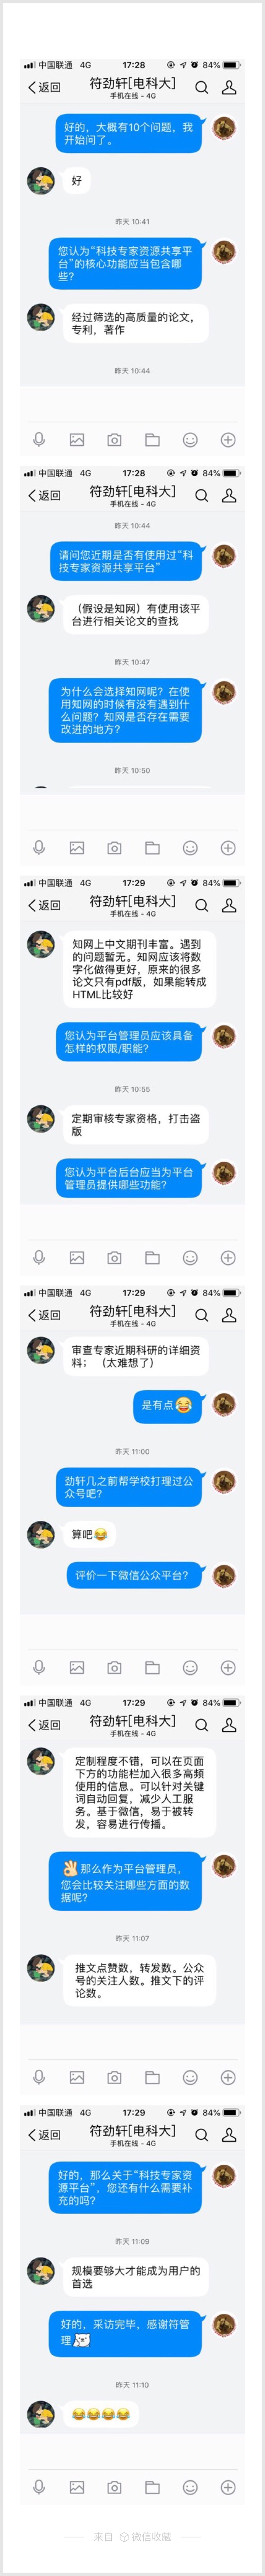 中国联通 4G 17:28 84%
返回 符劲轩[电科大]
手机在线 - 4G
好的，大概有10个问题，我
开始问了。
好
昨天 10:41
您认为“科技专家资源共享平
台”的核心功能应当包含哪
些？
经过筛选的高质量的论文，
专利，著作
昨天 10:44
中国联通 4G 17:28 84%
返回 符劲轩[电科大]
手机在线 - 4G
昨天 10:44
请问您近期是否有使用过“科
技专家资源共享平台”
（假设是知网）有使用该平
台进行相关论文的查找
昨天 10:47
为什么会选择知网呢？在使
用知网的时候有没有遇到什
么问题？知网是否存在需要
改进的地方？
昨天 10:50
中国联通 4G 17:29 84%
返回 符劲轩[电科大]
手机在线 - 4G
知网上中文期刊丰富。遇到
的问题暂无。知网应该将数
字化做得更好，原来的很多
论文只有pdf版，如果能转成
HTML比较好
您认为平台管理员应该具备
怎样的权限/职能？
昨天 10:55
定期审核专家资格，打击盗
版
您认为平台后台应当为平台
管理员提供哪些功能？
中国联通 4G 17:29 84%
返回 符劲轩[电科大]
手机在线 - 4G
审查专家近期科研的详细资
料；（太难想了）
是有点😂
昨天 11:00
劲轩几之前帮学校打理过公
众号吧？
算吧😂
评价一下微信公众平台？
中国联通 4G 17:29 84%
返回 符劲轩[电科大]
手机在线 - 4G
定制程度不错，可以在页面
下方的功能栏加入很多高频
使用的信息。可以针对关键
词自动回复，减少人工服
务。基于微信，易于被转
发，容易进行传播。
👌那么作为平台管理员，
您会比较关注哪些方面的数
据呢？
昨天 11:07
推文点赞数，转发数。公众
号的关注人数。推文下的评
论数。
中国联通 4G 17:29 84%
返回 符劲轩[电科大]
手机在线 - 4G
好的，那么关于“科技专家资
源平台”，您还有什么需要补
充的吗？
昨天 11:09
规模要够大才能成为用户的
首选
好的，采访完毕，感谢符管
理
昨天 11:10
😂😂😂😂
来自 微信收藏